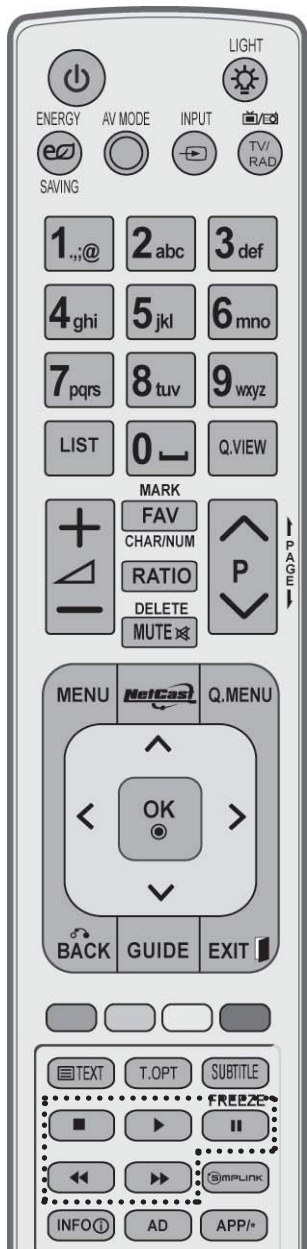 LIGHT
ENERGY AV MODE INPUT
TV/
RAD
SAVING
1.,;@ 2abc 3def
4ghi 5jkl 6mno
7pqrs 8tuv 9wxyz
LIST 0 Q.VIEW
MARK
FAV
CHAR/NUM
RATIO P PAGE
DELETE
MUTE
MENU NetCast Q.MENU
OK
BACK GUIDE EXIT
TEXT T.OPT SUBTITLE
FREEZE
SIMPLINK
INFO AD APP/*